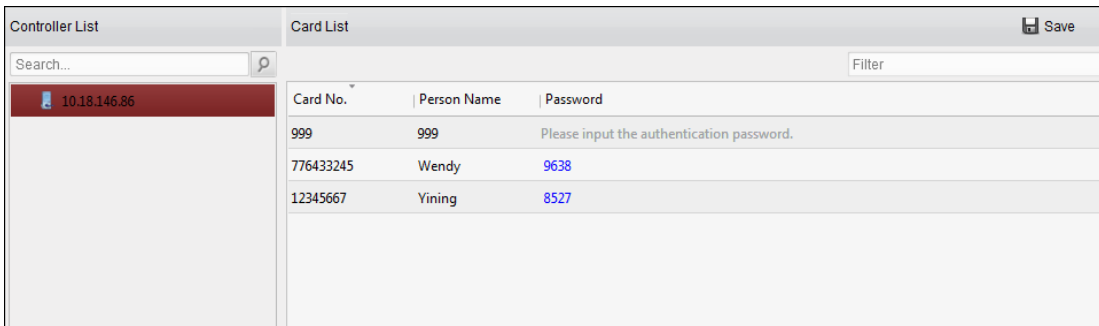 Controller List
Card List
Save
Search...
Filter
10.18.146.86
Card No. Person Name Password
999 999 Please input the authentication password.
776433245 Wendy 9638
12345667 Yining 8527